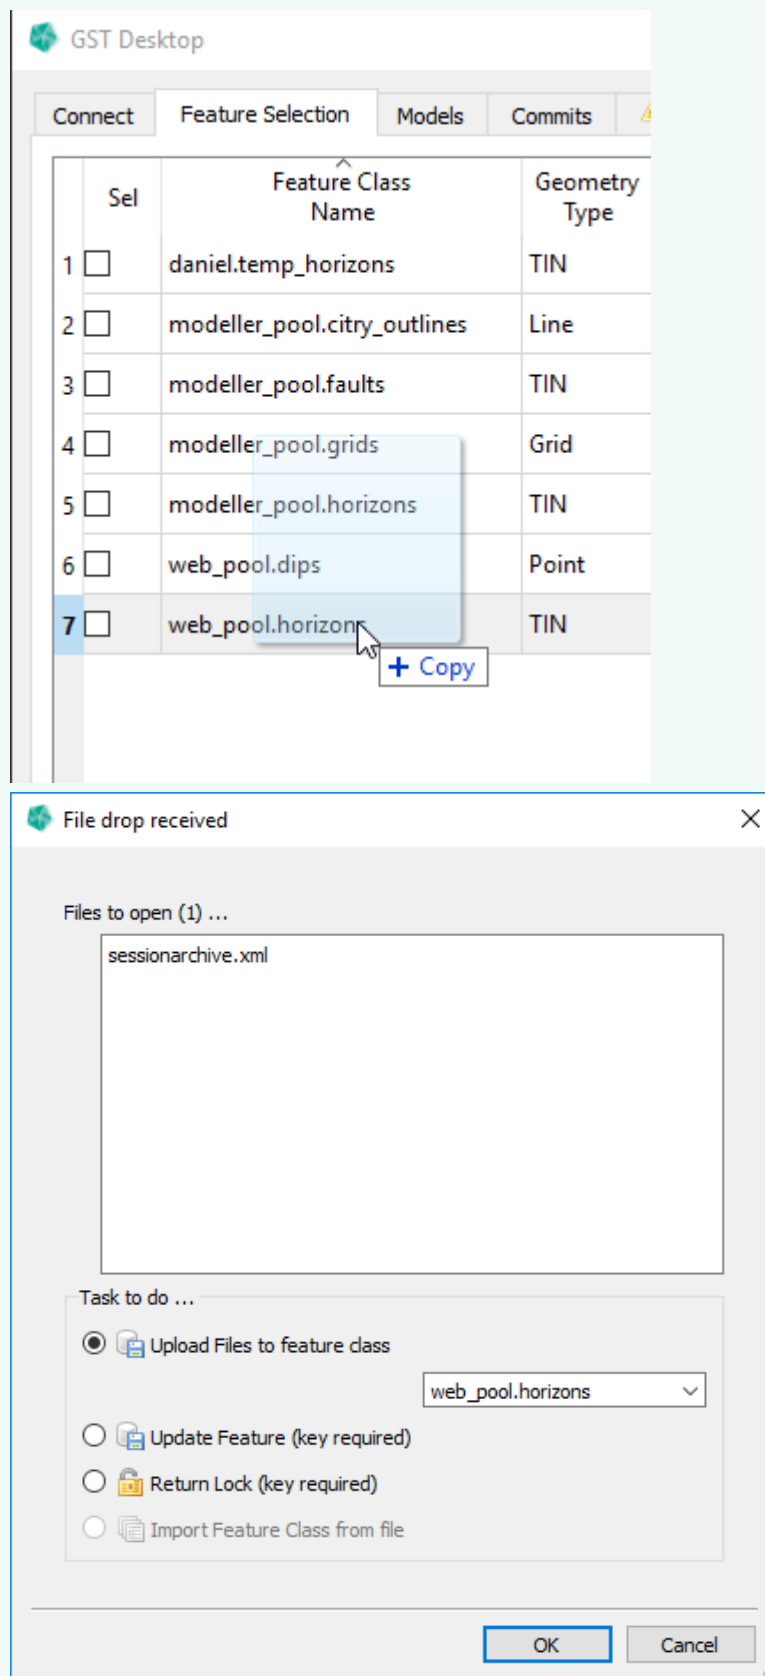 GST Desktop
Connect Feature Selection Models Commits
Sel Feature Class Name Geometry Type
1 daniel.temp_horizons TIN
2 modeller_pool.citry_outlines Line
3 modeller_pool.faults TIN
4 modeller_pool.grids Grid
5 modeller_pool.horizons TIN
6 web_pool.dips Point
7 web_pool.horizons TIN
+ Copy
File drop received
Files to open (1) ...
sessionarchive.xml
Task to do ...
Upload Files to feature class
web_pool.horizons
Update Feature (key required)
Return Lock (key required)
Import Feature Class from file
OK Cancel